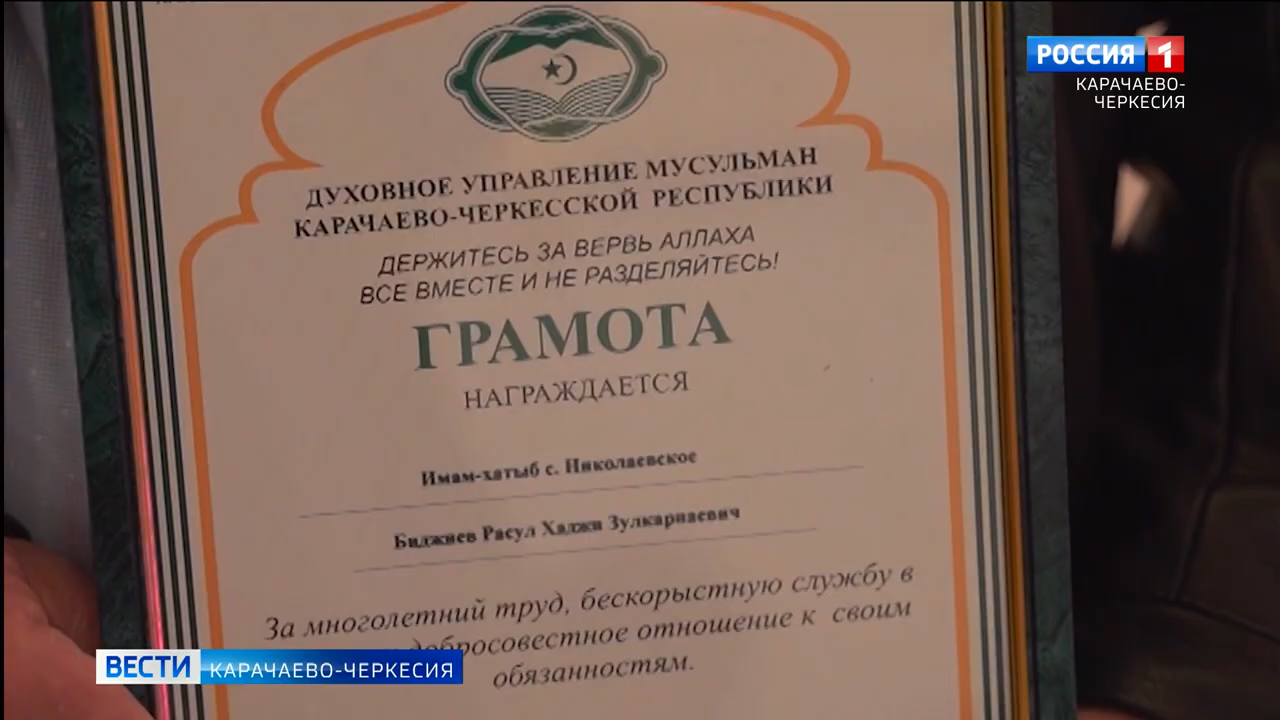 РОССИЯ 1
КАРАЧАЕВО-
ЧЕРКЕСИЯ
ДУХОВНОЕ УПРАВЛЕНИЕ МУСУЛЬМАН
КАРАЧАЕВО-ЧЕРКЕССКОЙ РЕСПУБЛИКИ
ДЕРЖИТЕСЬ ЗА ВЕРВЬ АЛЛАХА
ВСЕ ВМЕСТЕ И НЕ РАЗДЕЛЯЙТЕСЬ!
ГРАМОТА
НАГРАЖДАЕТСЯ
Имам-хатыб с. Николаевское
Биджиев Расул Хаджи Зулкарнаевич
За многолетний труд, бескорыстную службу в
добросовестное отношение к своим
обязанностям.
ВЕСТИ КАРАЧАЕВО-ЧЕРКЕСИЯ